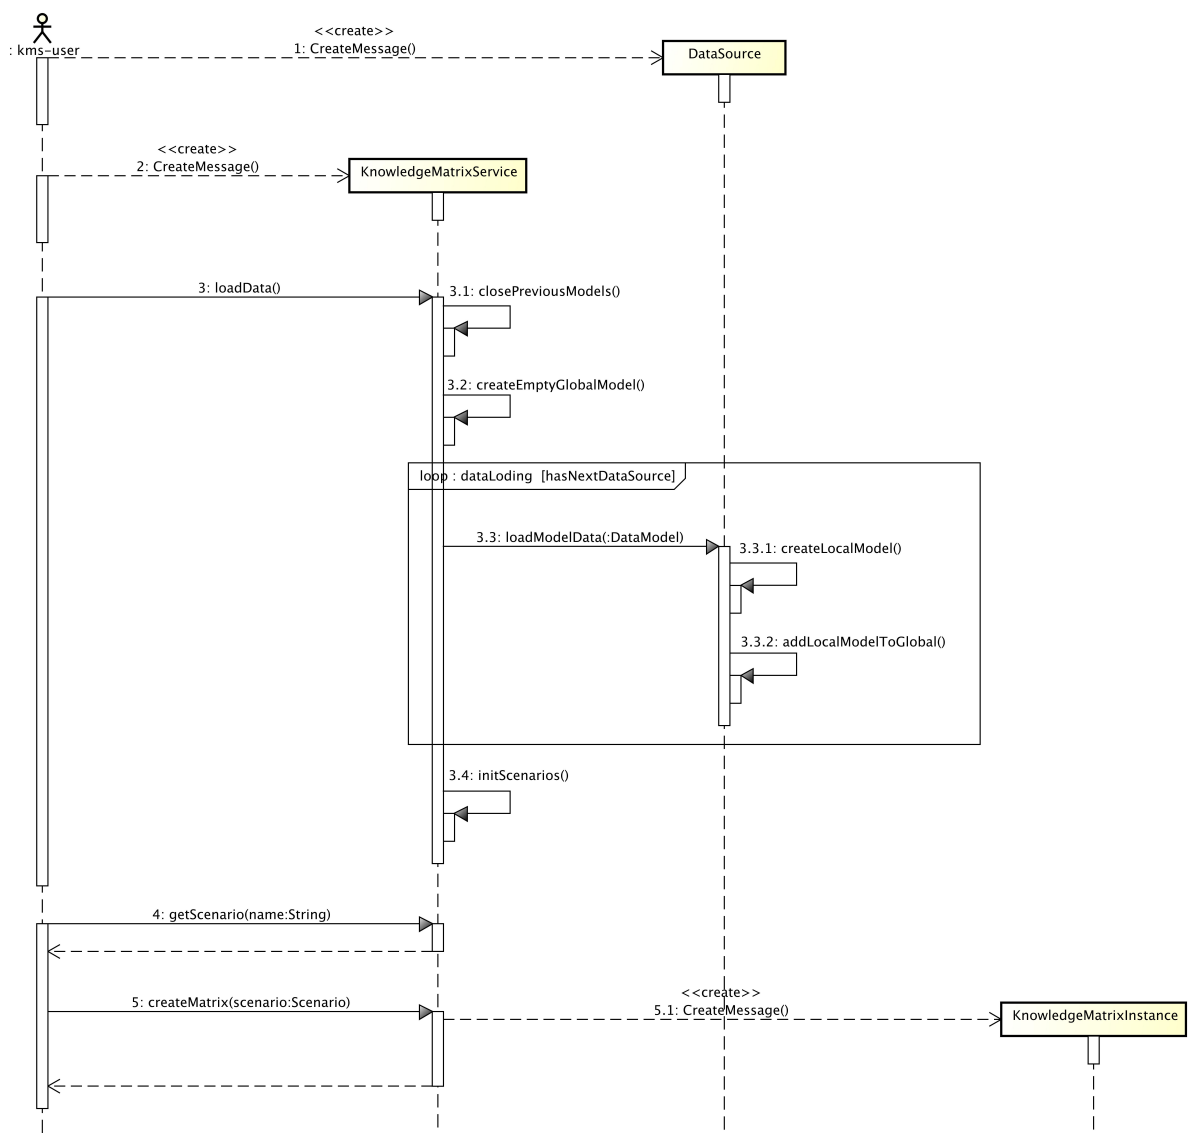 <<create>>
: kms-user
1: CreateMessage()
DataSource
<<create>>
2: CreateMessage()
KnowledgeMatrixService
3: loadData()
3.1: closePreviousModels()
3.2: createEmptyGlobalModel()
loop : dataLoding [hasNextDataSource]
3.3: loadModelData(:DataModel)
3.3.1: createLocalModel()
3.3.2: addLocalModelToGlobal()
3.4: initScenarios()
4: getScenario(name:String)
<<create>>
5: createMatrix(scenario:Scenario)
5.1: CreateMessage()
KnowledgeMatrixInstance